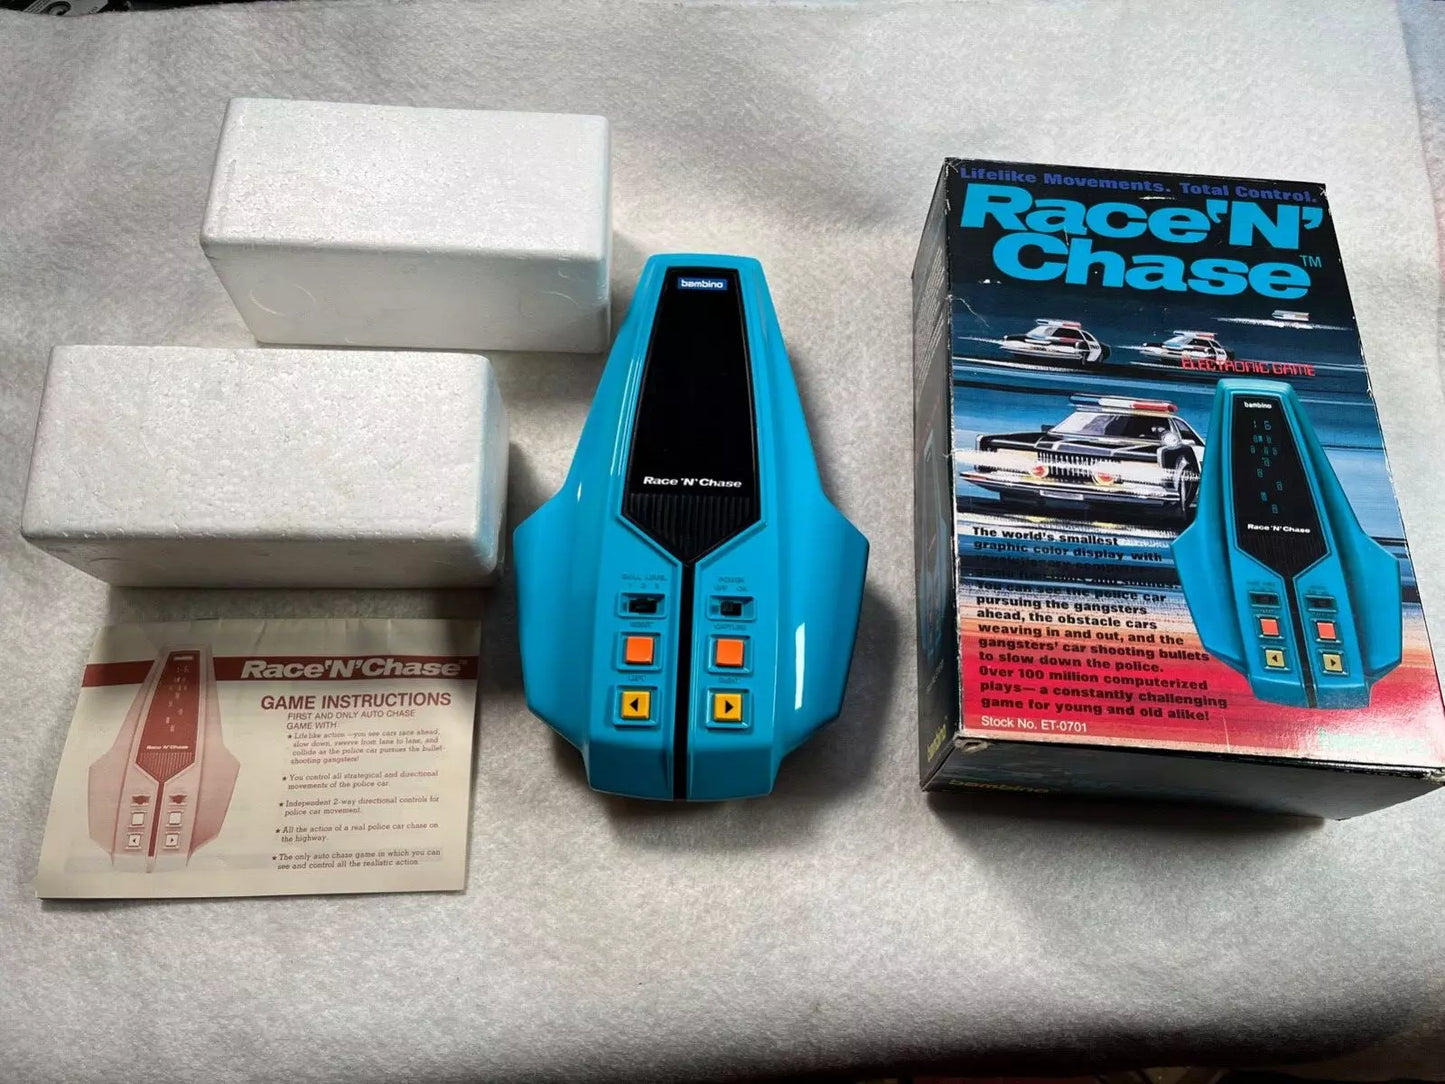 bambino
Race 'N' Chase
SKILL LEVEL
1 2 3
POWER
OFF ON
CAPTURE
LEFT
RIGHT
Race'N'Chase
GAME INSTRUCTIONS
FIRST AND ONLY AUTO CHASE
GAME WITH:
★ Lifelike action—you see cars race ahead,
slow down, swerve from lane to lane, and
collide as the police car pursues the bullet-
shooting gangsters!
★ You control all strategical and directional
movements of the police car.
★ Independent 2-way directional controls for
police car movement.
★ All the action of a real police car chase on
the highway.
★ The only auto chase game in which you can
see and control all the realistic action.
Race 'N' Chase
Lifelike Movements. Total Control.
Race'N'
Chase™
ELECTRONIC GAME
bambino
16
Race 'N' Chase
The world's smallest
graphic color display with
You can see the police car
pursuing the gangsters
ahead, the obstacle cars
weaving in and out, and the
gangsters' car shooting bullets
to slow down the police.
Over 100 million computerized
plays—a constantly challenging
game for young and old alike!
Stock No. ET-0701
bambino